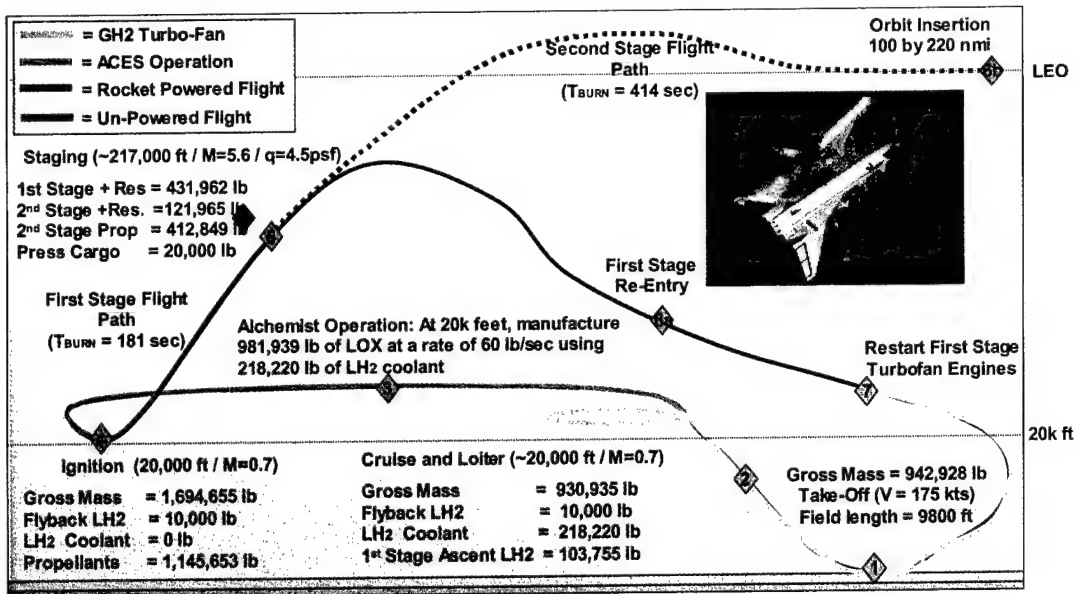 = GH2 Turbo-Fan
= ACES Operation
= Rocket Powered Flight
= Un-Powered Flight
Orbit Insertion
100 by 220 nmi
Second Stage Flight
Path
(TBURN = 414 sec)
LEO
Staging (~217,000 ft / M=5.6 / q=4.5psf)
1st Stage + Res = 431,962 lb
2nd Stage +Res. =121,965 lb
2nd Stage Prop = 412,849 lb
Press Cargo = 20,000 lb
First Stage Flight
Path
(TBURN = 181 sec)
First Stage
Re-Entry
Alchemist Operation: At 20k feet, manufacture
981,939 lb of LOX at a rate of 60 lb/sec using
218,220 lb of LH2 coolant
Restart First Stage
Turbofan Engines
3
7
20k ft
Ignition (20,000 ft / M=0.7)
Gross Mass = 1,694,655 lb
Flyback LH2 = 10,000 lb
LH2 Coolant = 0 lb
Propellants = 1,145,653 lb
Cruise and Loiter (~20,000 ft / M=0.7)
Gross Mass = 930,935 lb
Flyback LH2 = 10,000 lb
LH2 Coolant = 218,220 lb
1st Stage Ascent LH2 = 103,755 lb
2
Gross Mass = 942,928 lb
Take-Off (V = 175 kts)
Field length = 9800 ft
1